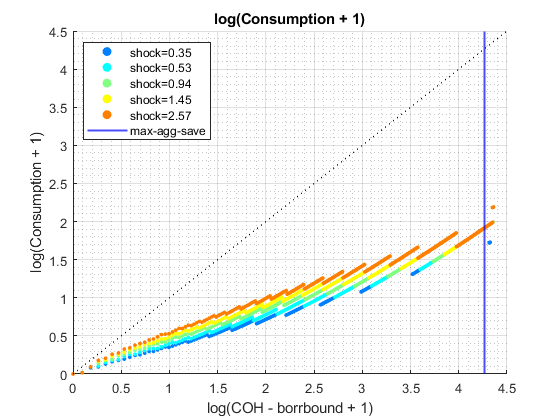 log(Consumption + 1)
4.5
4
3.5
3
2.5
2
1.5
1
0.5
0
log(Consumption + 1)
shock=0.35
shock=0.53
shock=0.94
shock=1.45
shock=2.57
max-agg-save
0 0.5 1 1.5 2 2.5 3 3.5 4 4.5
log(COH - borrbound + 1)